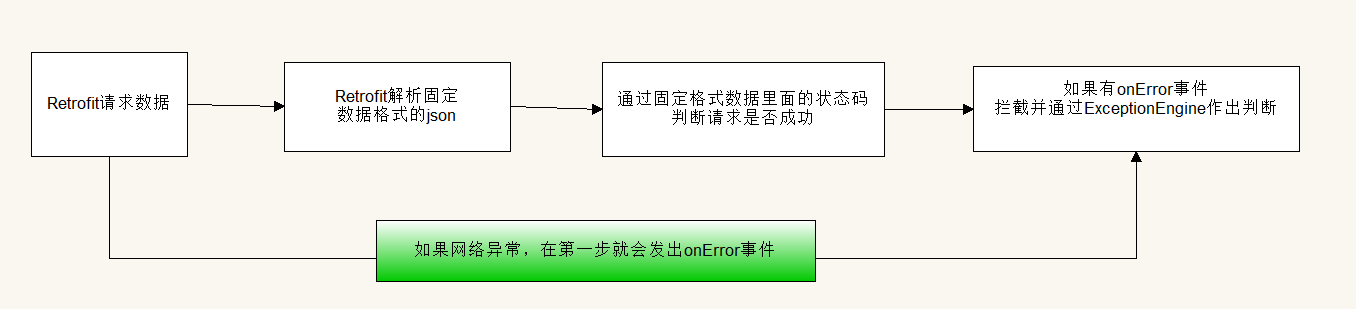 Retrofit请求数据
Retrofit解析固定
数据格式的json
通过固定格式数据里面的状态码
判断请求是否成功
如果有onError事件
拦截并通过ExceptionEngine作出判断
如果网络异常，在第一步就会发出onError事件